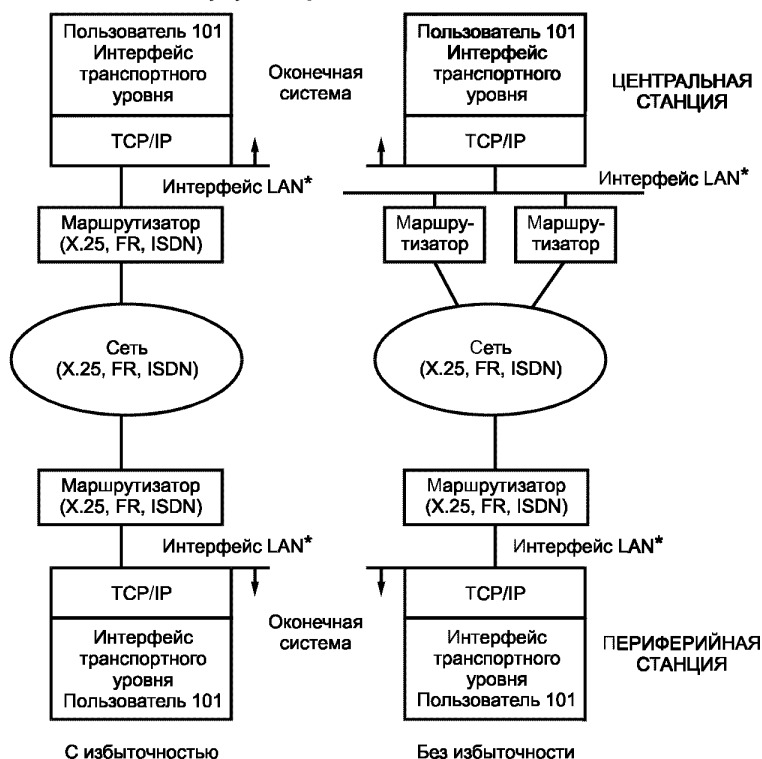 Пользователь 101
Интерфейс
транспортного
уровня
TCP/IP
Оконечная
система
Пользователь 101
Интерфейс
транспортного
уровня
TCP/IP
ЦЕНТРАЛЬНАЯ
СТАНЦИЯ
Интерфейс LAN*
Интерфейс LAN*
Маршрутизатор
(X.25, FR, ISDN)
Маршру-
тизатор
Маршру-
тизатор
Сеть
(X.25, FR, ISDN)
Сеть
(X.25, FR, ISDN)
Маршрутизатор
(X.25, FR, ISDN)
Маршрутизатор
(X.25, FR, ISDN)
Интерфейс LAN*
Интерфейс LAN*
TCP/IP
Интерфейс
транспортного
уровня
Пользователь 101
Оконечная
система
TCP/IP
Интерфейс
транспортного
уровня
Пользователь 101
ПЕРИФЕРИЙНАЯ
СТАНЦИЯ
С избыточностью
Без избыточности